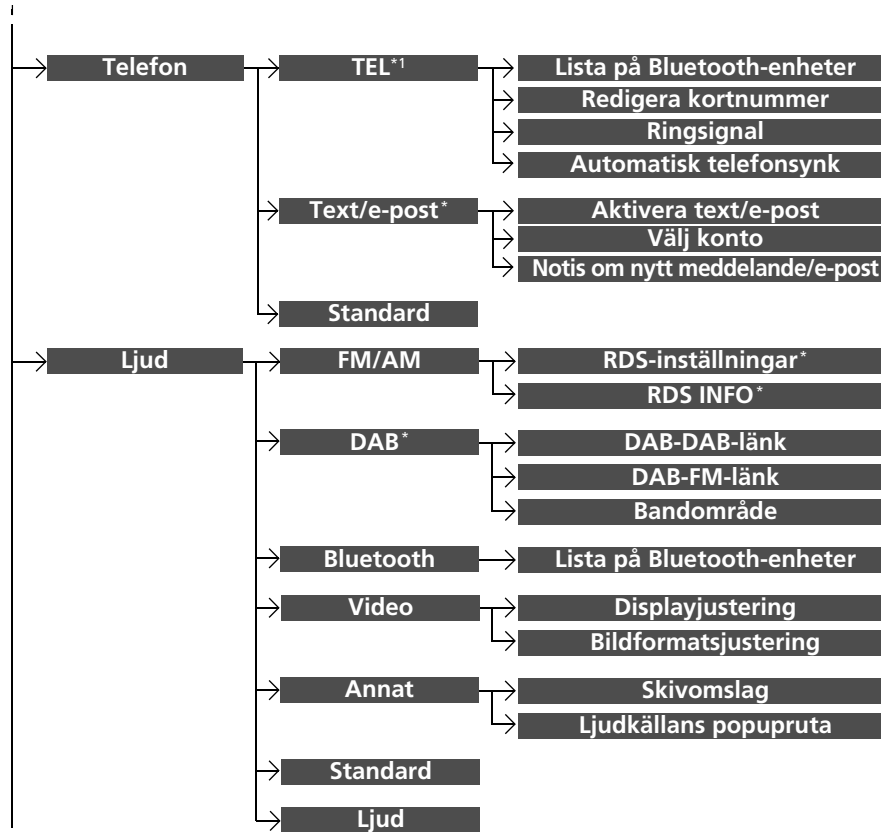 Telefon
TEL*1
Lista på Bluetooth-enheter
Redigera kortnummer
Ringsignal
Automatisk telefonsynk
Text/e-post*
Aktivera text/e-post
Välj konto
Notis om nytt meddelande/e-post
Standard
Ljud
FM/AM
RDS-inställningar*
RDS INFO*
DAB*
DAB-DAB-länk
DAB-FM-länk
Bandområde
Bluetooth
Lista på Bluetooth-enheter
Video
Displayjustering
Bildformatsjustering
Annat
Skivomslag
Ljudkällans popupruta
Standard
Ljud